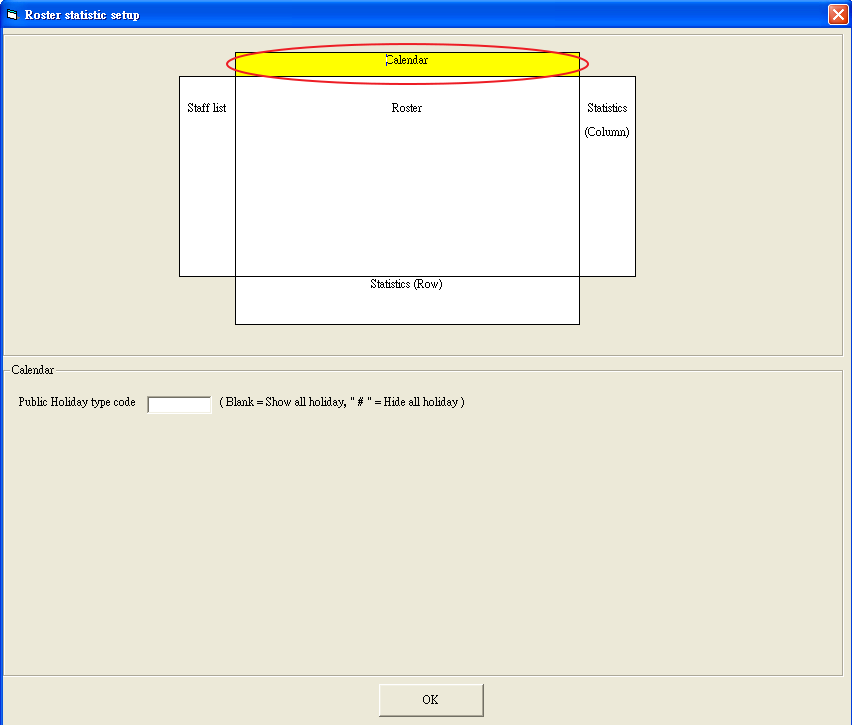 Roster statistic setup
Calendar
Staff list
Roster
Statistics
(Column)
Statistics (Row)
Calendar
Public Holiday type code
( Blank = Show all holiday, " # " = Hide all holiday )
OK